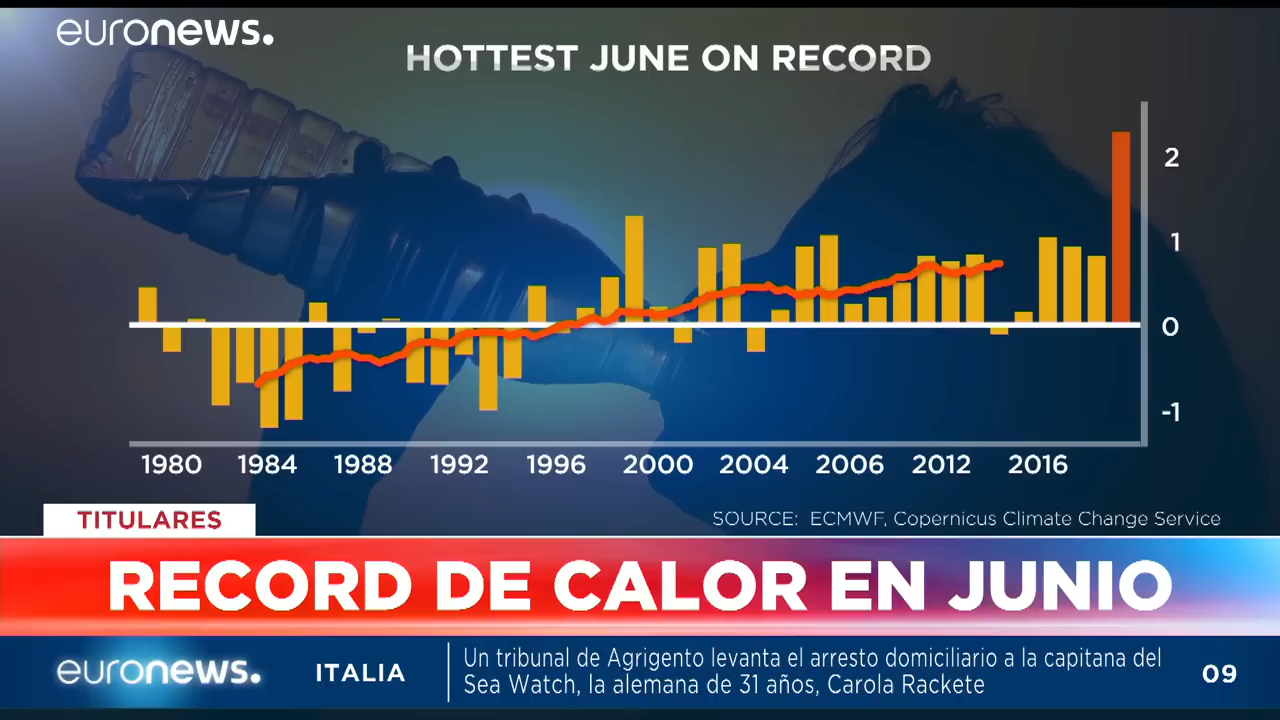 euronews.
HOTTEST JUNE ON RECORD
2
1
0
-1
1980 1984 1988 1992 1996 2000 2004 2006 2012 2016
TITULARES
SOURCE: ECMWF, Copernicus Climate Change Service
RECORD DE CALOR EN JUNIO
euronews.
ITALIA
Un tribunal de Agrigento levanta el arresto domiciliario a la capitana del
Sea Watch, la alemana de 31 años, Carola Rackete
09